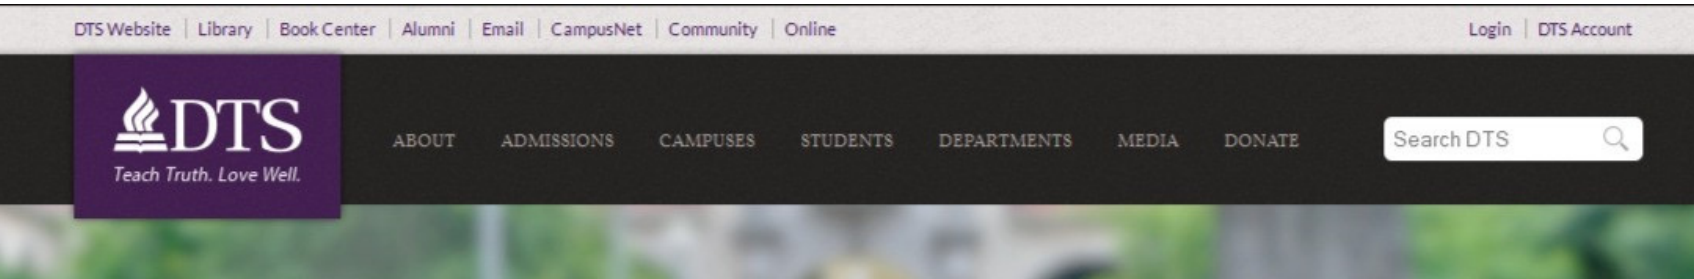 DTS Website | Library | Book Center | Alumni | Email | CampusNet | Community | Online Login | DTS Account
DTS
Teach Truth. Love Well.
ABOUT ADMISSIONS CAMPUSES STUDENTS DEPARTMENTS MEDIA DONATE
Search DTS